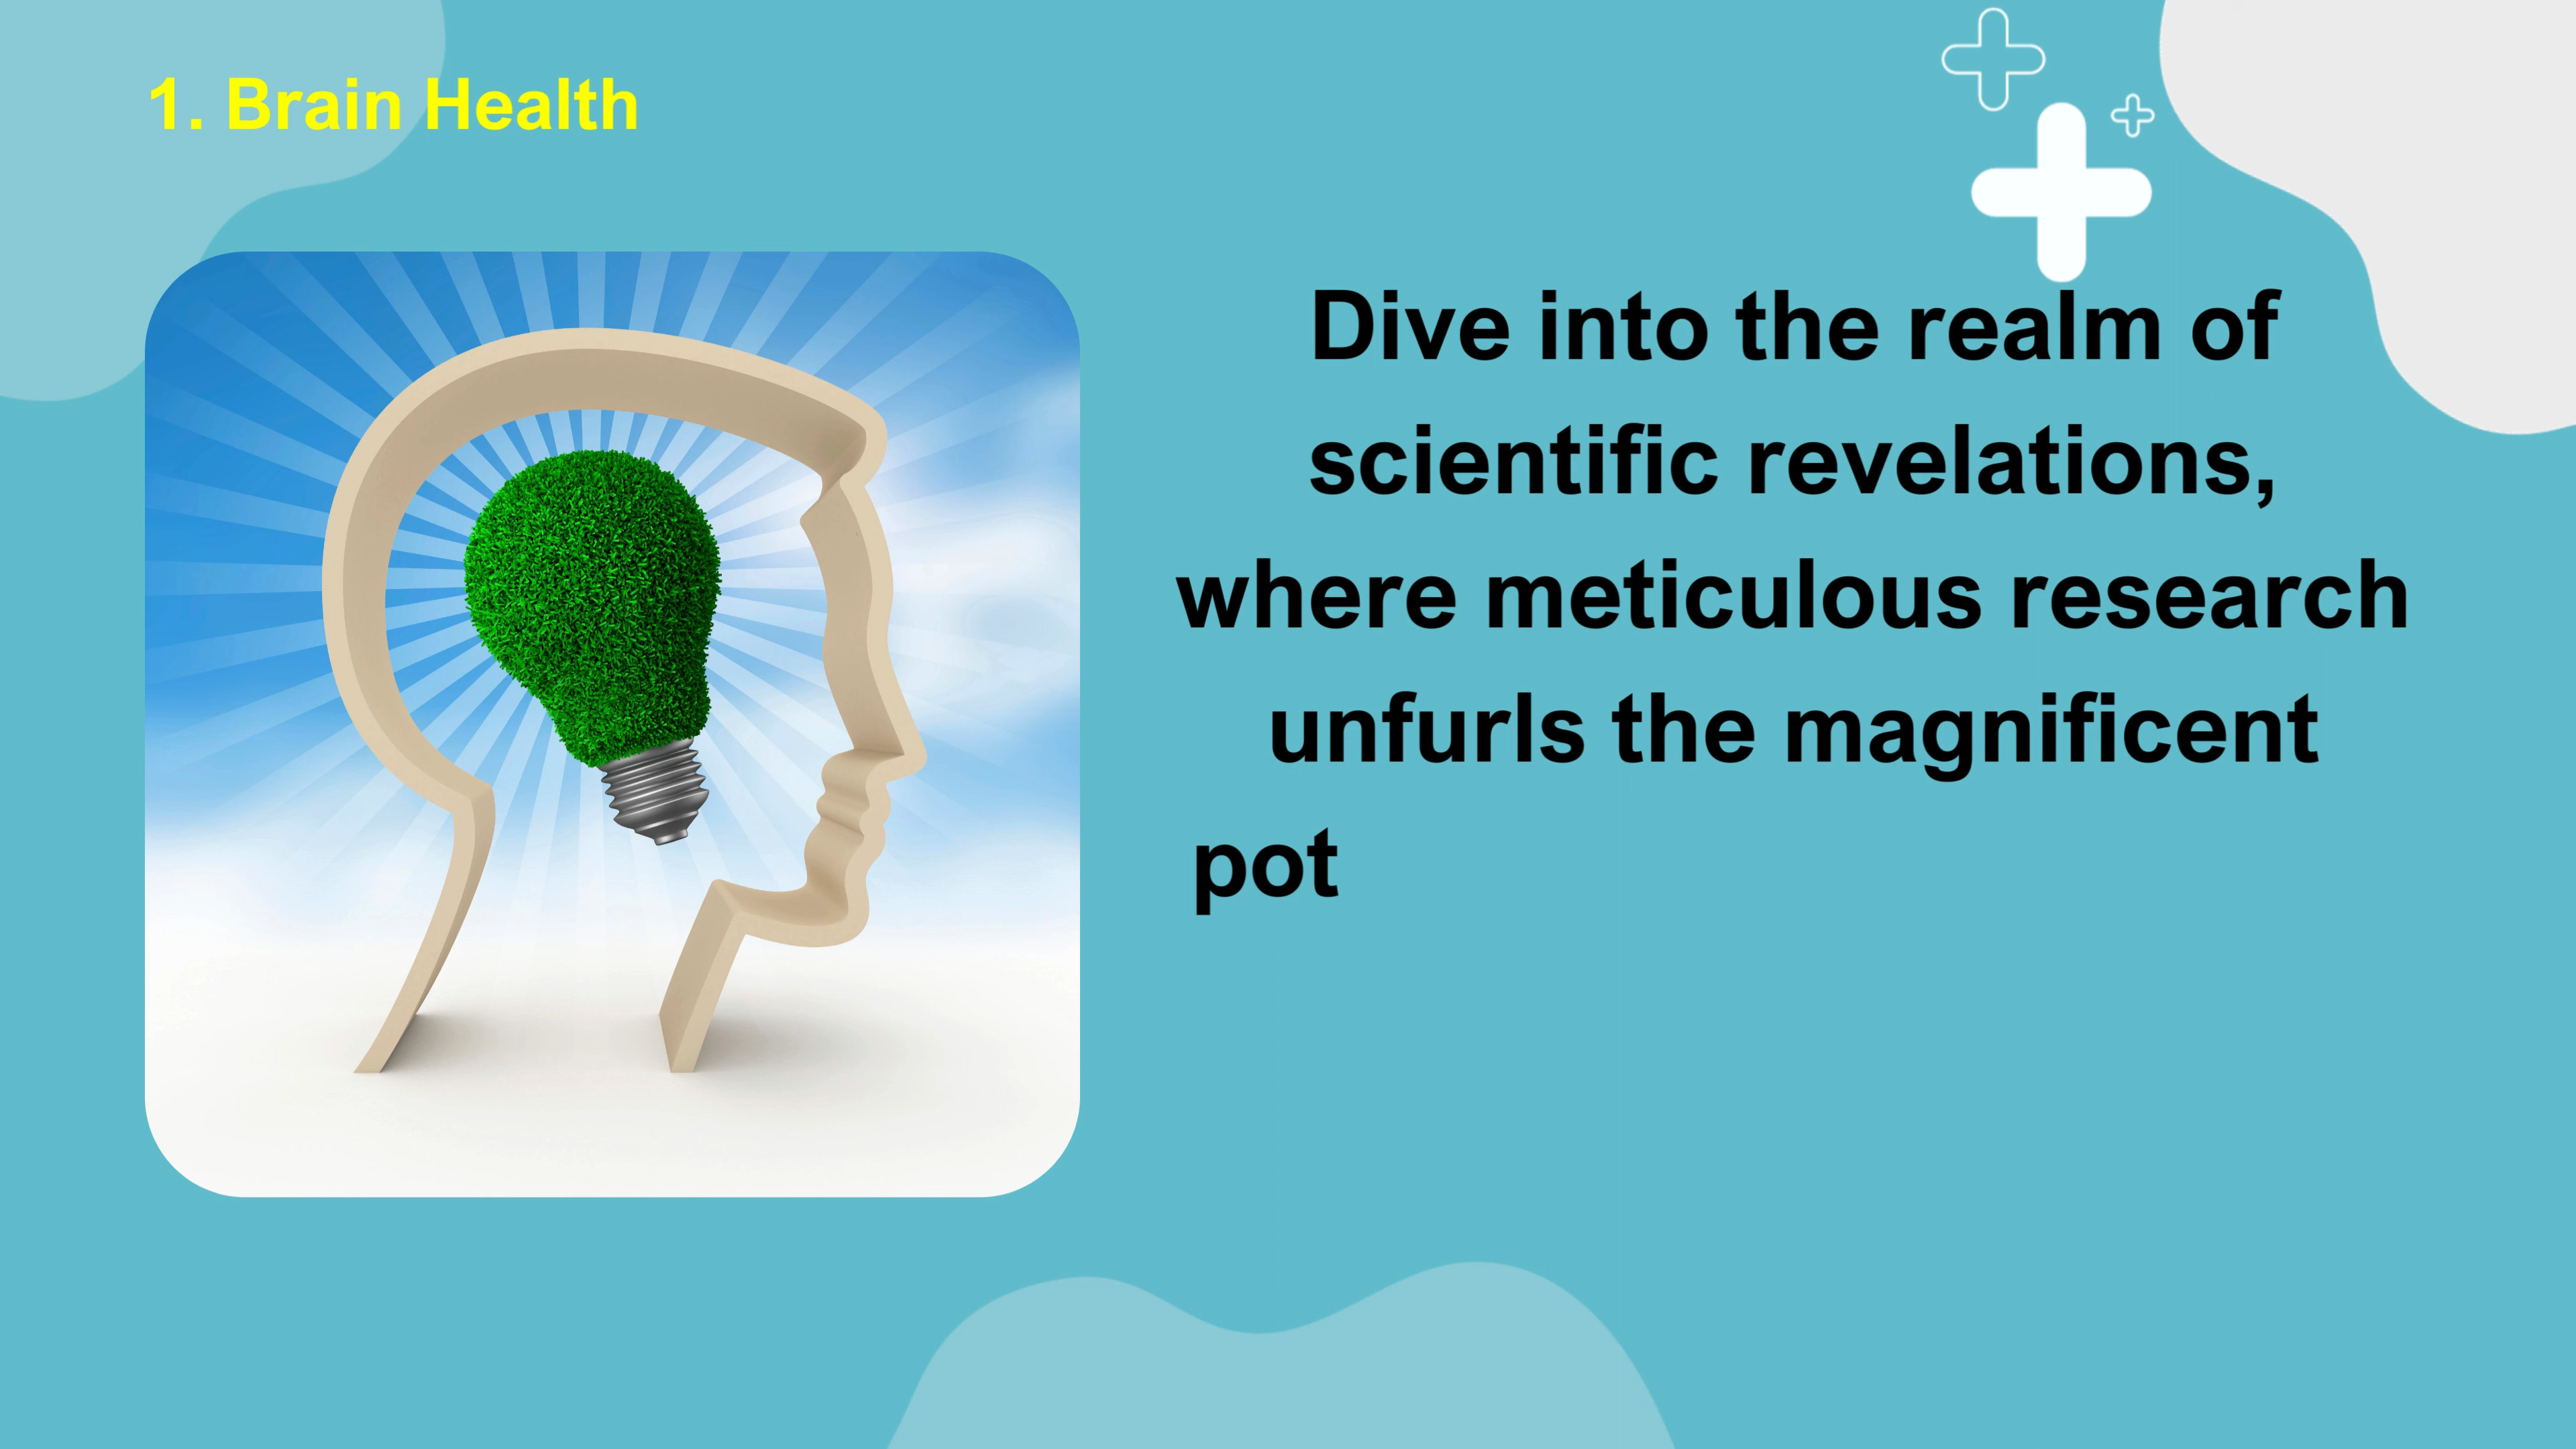 1. Brain Health
Dive into the realm of
scientific revelations,
where meticulous research
unfurls the magnificent
pot